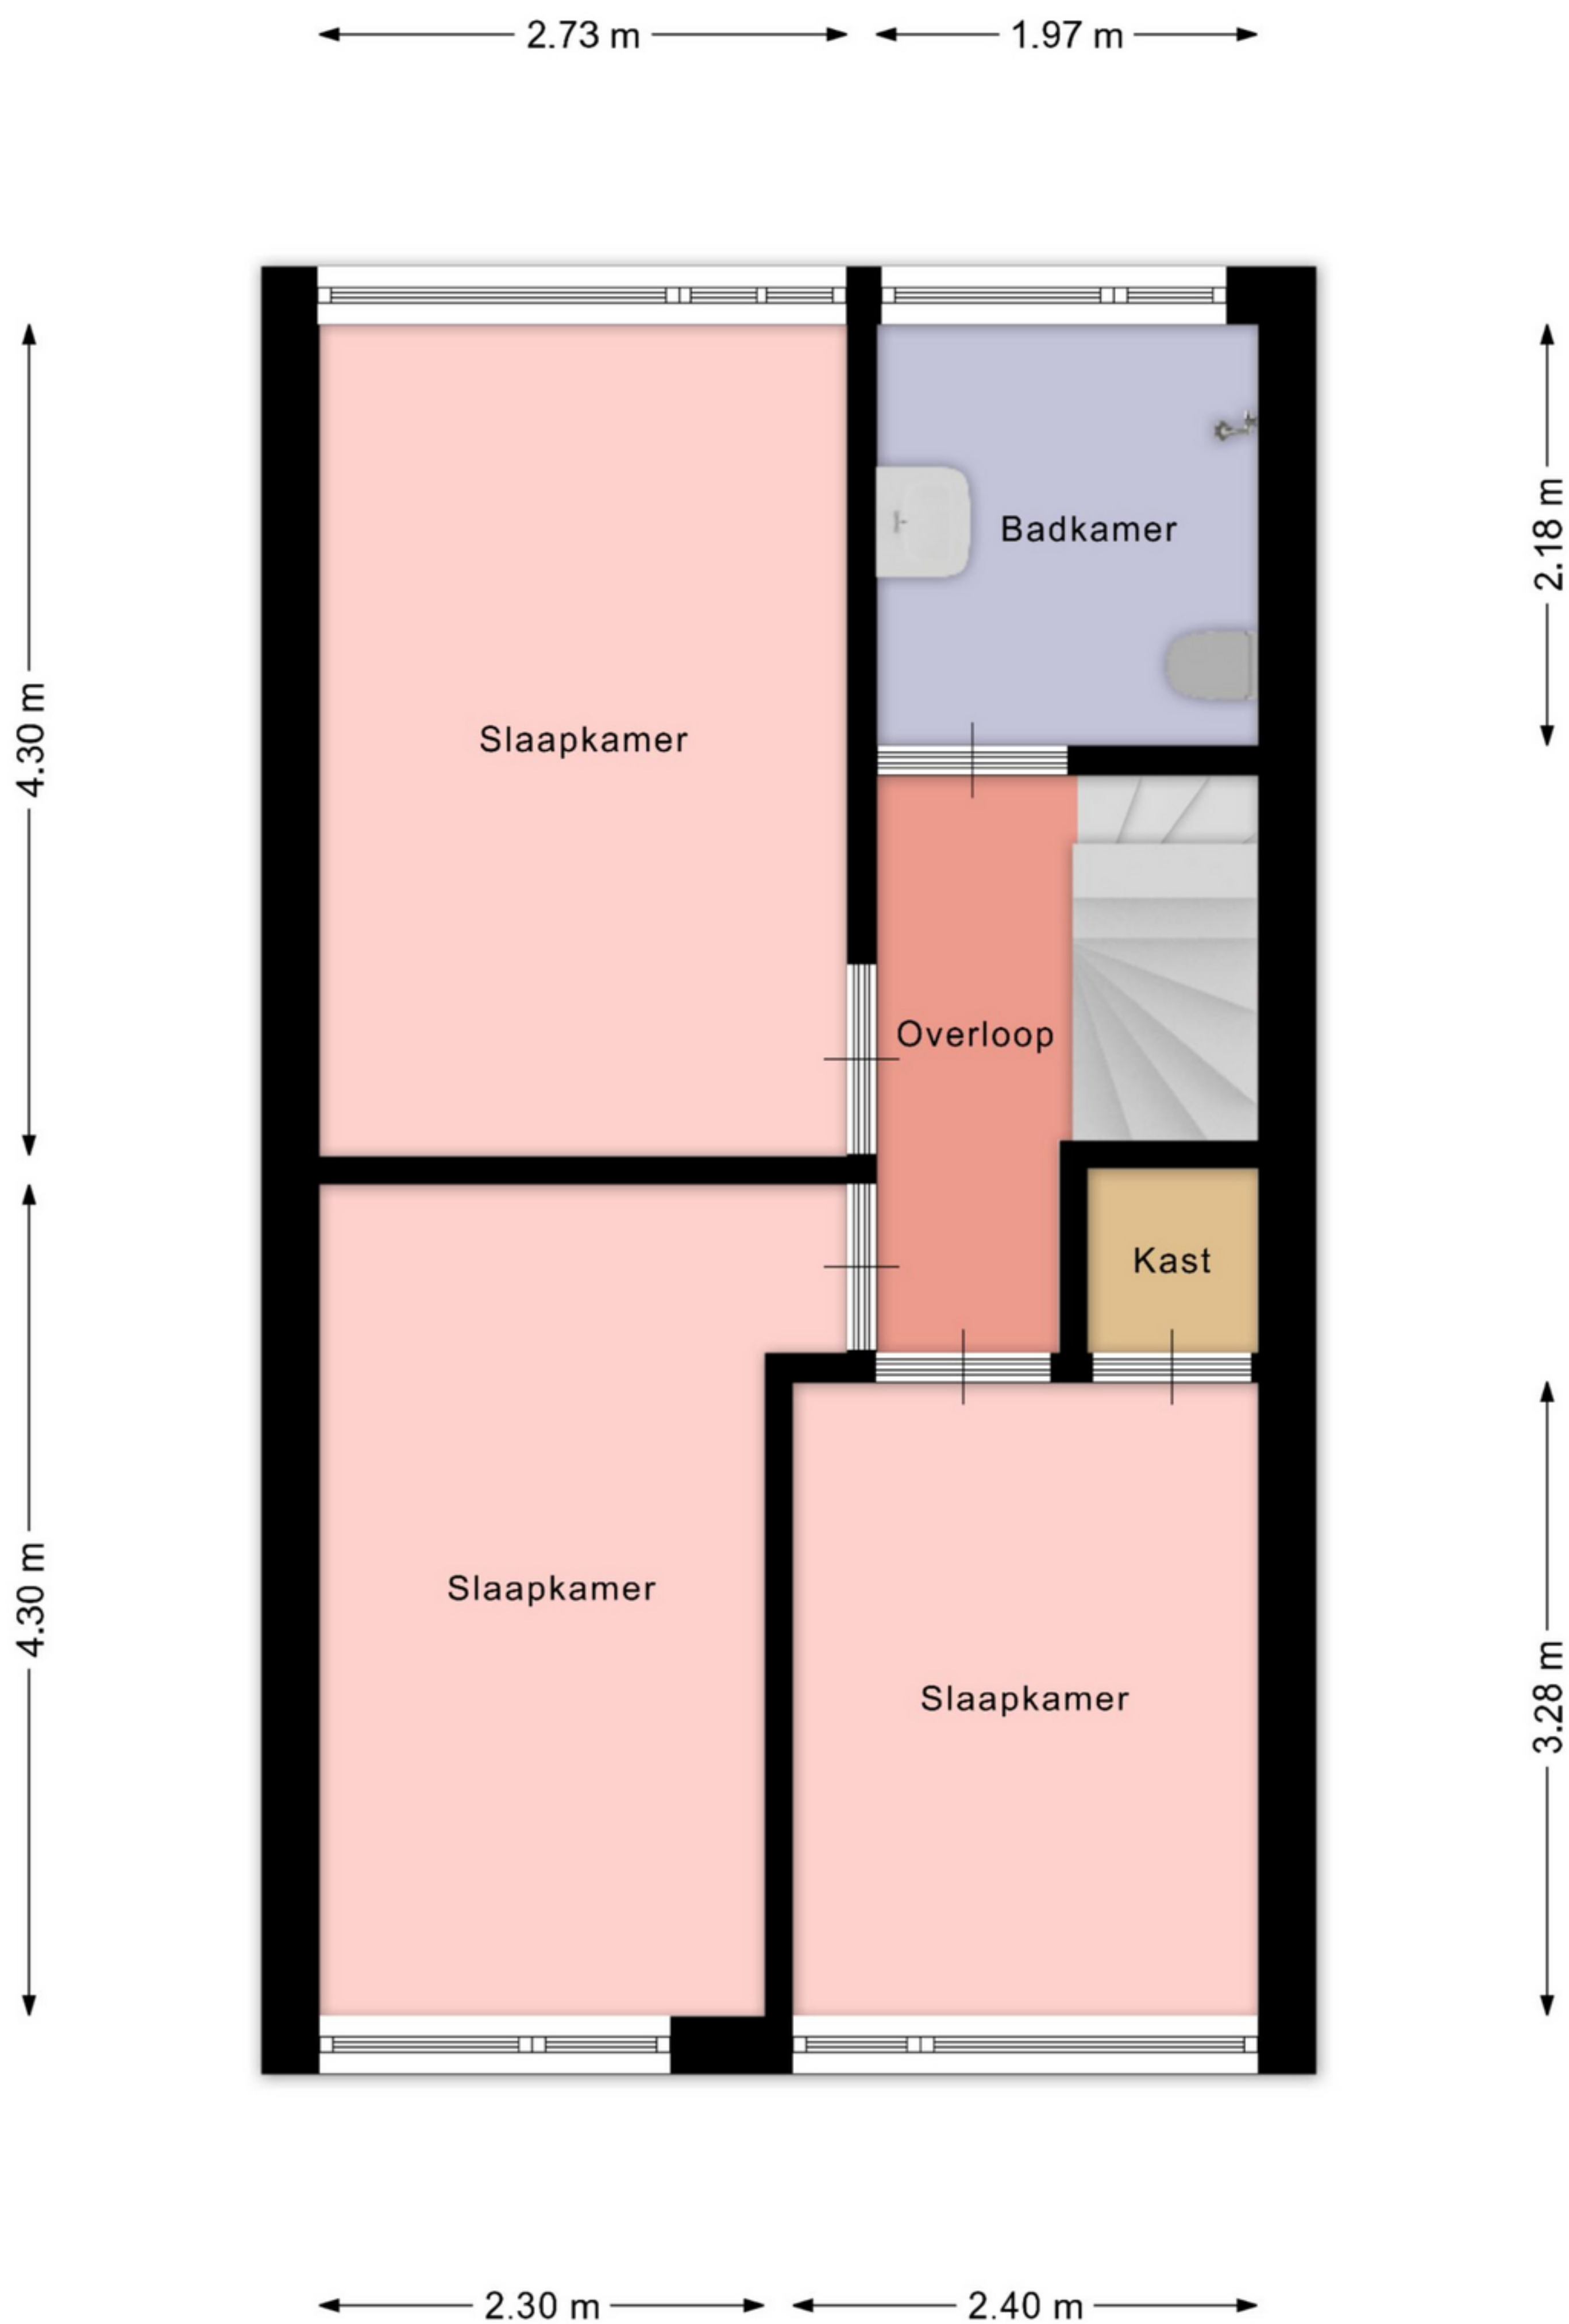 2.73 m
1.97 m
Badkamer
2.18 m
4.30 m
Slaapkamer
Overloop
Kast
4.30 m
Slaapkamer
Slaapkamer
3.28 m
2.30 m
2.40 m